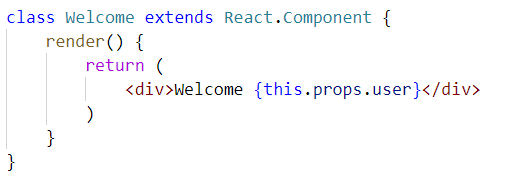 class Welcome extends React.Component {
    render() {
        return (
            <div>Welcome {this.props.user}</div>
        )
    }
}